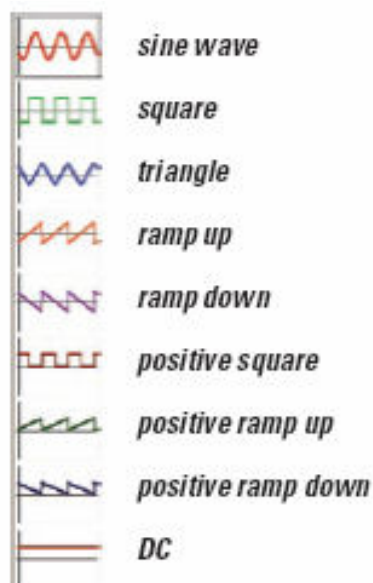 sine wave
square
triangle
ramp up
ramp down
positive square
positive ramp up
positive ramp down
DC